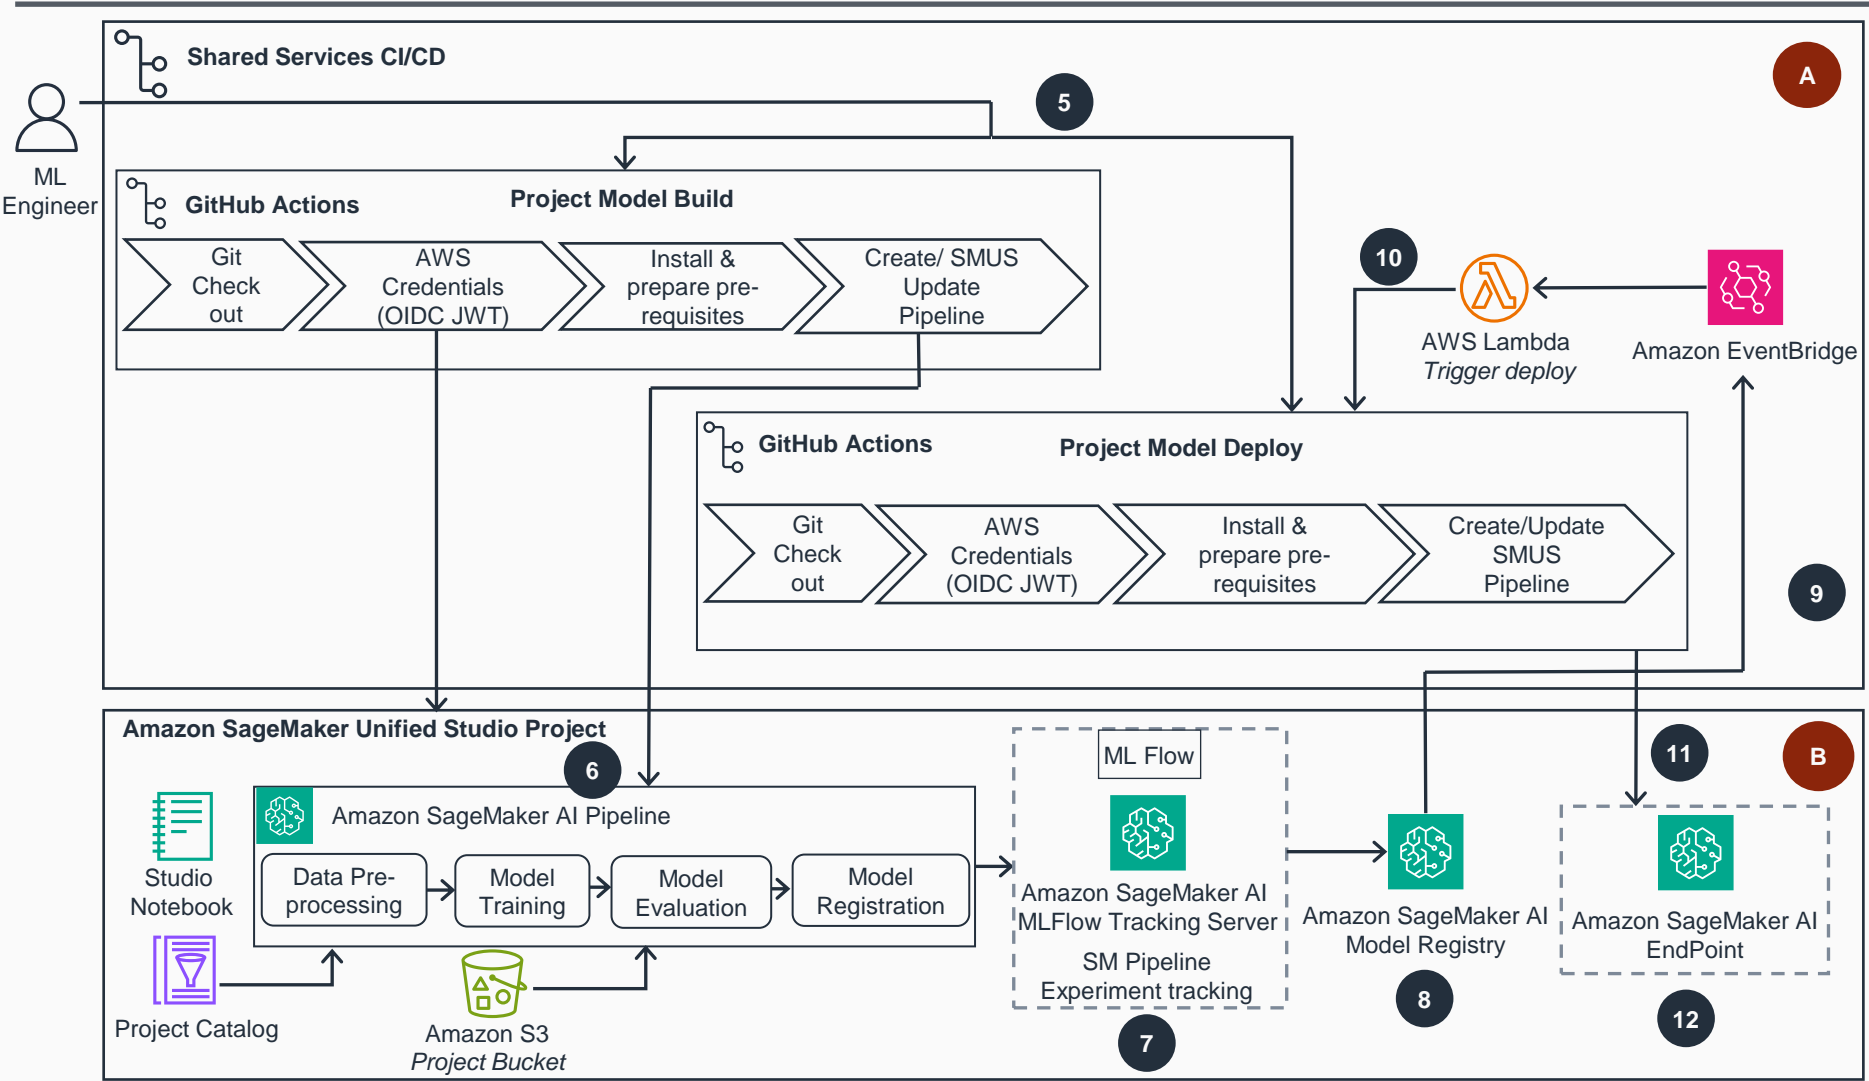 Shared Services CI/CD
A
5
ML
Engineer
GitHub Actions
Project Model Build
Git
Check
out
AWS
Credentials
(OIDC JWT)
Install &
prepare pre-
requisites
Create/ SMUS
Update
Pipeline
10
AWS Lambda
Trigger deploy
Amazon EventBridge
GitHub Actions
Project Model Deploy
Git
Check
out
AWS
Credentials
(OIDC JWT)
Install &
prepare pre-
requisites
Create/Update
SMUS
Pipeline
9
Amazon SageMaker Unified Studio Project
6
11
B
ML Flow
Amazon SageMaker AI Pipeline
Data Pre-
processing
Model
Training
Model
Evaluation
Model
Registration
Studio
Notebook
Project Catalog
Amazon S3
Project Bucket
Amazon SageMaker AI
MLFlow Tracking Server
SM Pipeline
Experiment tracking
7
Amazon SageMaker AI
Model Registry
8
Amazon SageMaker AI
EndPoint
12